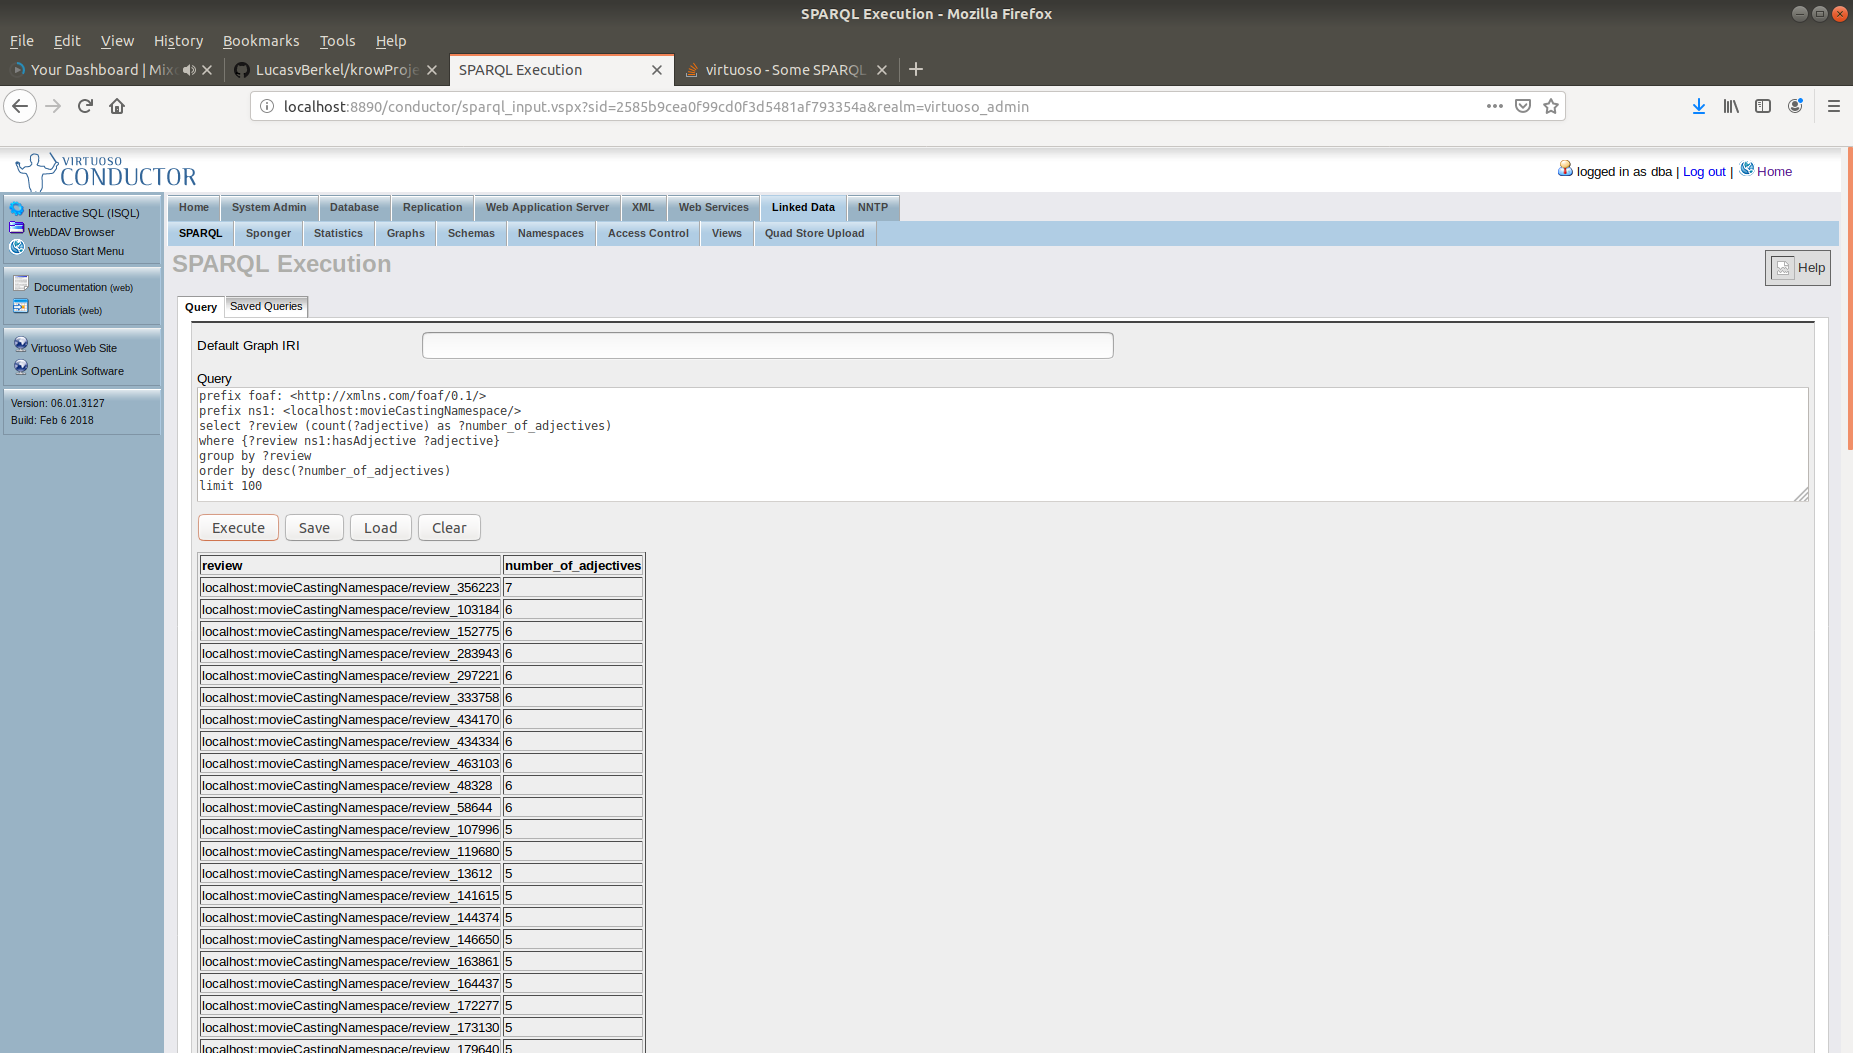 SPARQL Execution - Mozilla Firefox
File Edit View History Bookmarks Tools Help
Your Dashboard | Mixc
LucasvBerkel/krowProje
SPARQL Execution
virtuoso - Some SPARQL
localhost:8890/conductor/sparql_input.vspx?sid=2585b9cea0f99cd0f3d5481af793354a&realm=virtuoso_admin
VIRTUOSO
CONDUCTOR
logged in as dba | Log out | Home
Interactive SQL (ISQL)
WebDAV Browser
Virtuoso Start Menu
Documentation (web)
Tutorials (web)
Virtuoso Web Site
OpenLink Software
Version: 06.01.3127
Build: Feb 6 2018
Home System Admin Database Replication Web Application Server XML Web Services Linked Data NNTP
SPARQL Sponger Statistics Graphs Schemas Namespaces Access Control Views Quad Store Upload
SPARQL Execution
Help
Query Saved Queries
Default Graph IRI
Query
prefix foaf: <http://xmlns.com/foaf/0.1/>
prefix ns1: <localhost:movieCastingNamespace/>
select ?review (count(?adjective) as ?number_of_adjectives)
where {?review ns1:hasAdjective ?adjective}
group by ?review
order by desc(?number_of_adjectives)
limit 100
Execute Save Load Clear
review number_of_adjectives
localhost:movieCastingNamespace/review_356223 7
localhost:movieCastingNamespace/review_103184 6
localhost:movieCastingNamespace/review_152775 6
localhost:movieCastingNamespace/review_283943 6
localhost:movieCastingNamespace/review_297221 6
localhost:movieCastingNamespace/review_333758 6
localhost:movieCastingNamespace/review_434170 6
localhost:movieCastingNamespace/review_434334 6
localhost:movieCastingNamespace/review_463103 6
localhost:movieCastingNamespace/review_48328 6
localhost:movieCastingNamespace/review_58644 6
localhost:movieCastingNamespace/review_107996 5
localhost:movieCastingNamespace/review_119680 5
localhost:movieCastingNamespace/review_13612 5
localhost:movieCastingNamespace/review_141615 5
localhost:movieCastingNamespace/review_144374 5
localhost:movieCastingNamespace/review_146650 5
localhost:movieCastingNamespace/review_163861 5
localhost:movieCastingNamespace/review_164437 5
localhost:movieCastingNamespace/review_172277 5
localhost:movieCastingNamespace/review_173130 5
localhost:movieCastingNamespace/review_179640 5